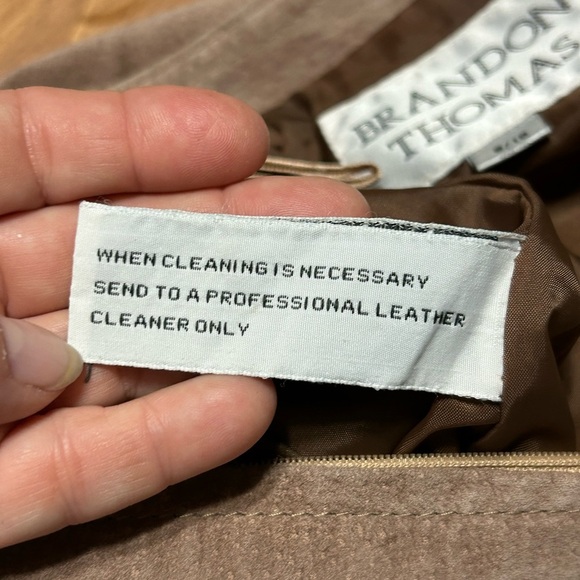 BRANDON
THOMAS
WHEN CLEANING IS NECESSARY
SEND TO A PROFESSIONAL LEATHER
CLEANER ONLY